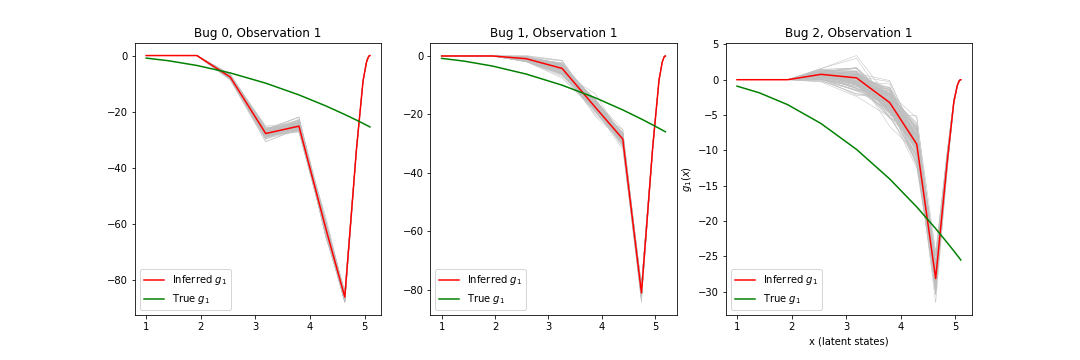 Bug 0, Observation 1
0
−20
−40
−60
−80
1 2 3 4 5
Inferred g₁
True g₁
Bug 1, Observation 1
0
−20
−40
−60
−80
1 2 3 4 5
Inferred g₁
True g₁
Bug 2, Observation 1
g₁(x)
5
0
−5
−10
−15
−20
−25
−30
1 2 3 4 5
x (latent states)
Inferred g₁
True g₁